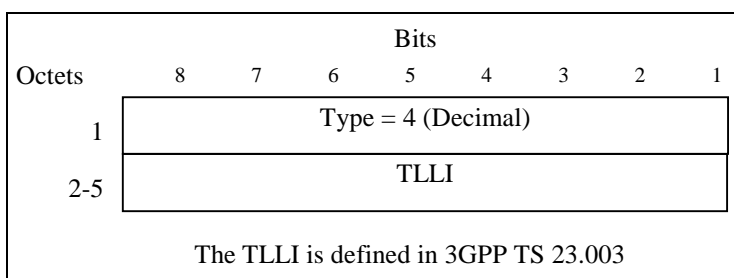 Bits
Octets 8 7 6 5 4 3 2 1
1 Type = 4 (Decimal)
2-5 TLLI
The TLLI is defined in 3GPP TS 23.003